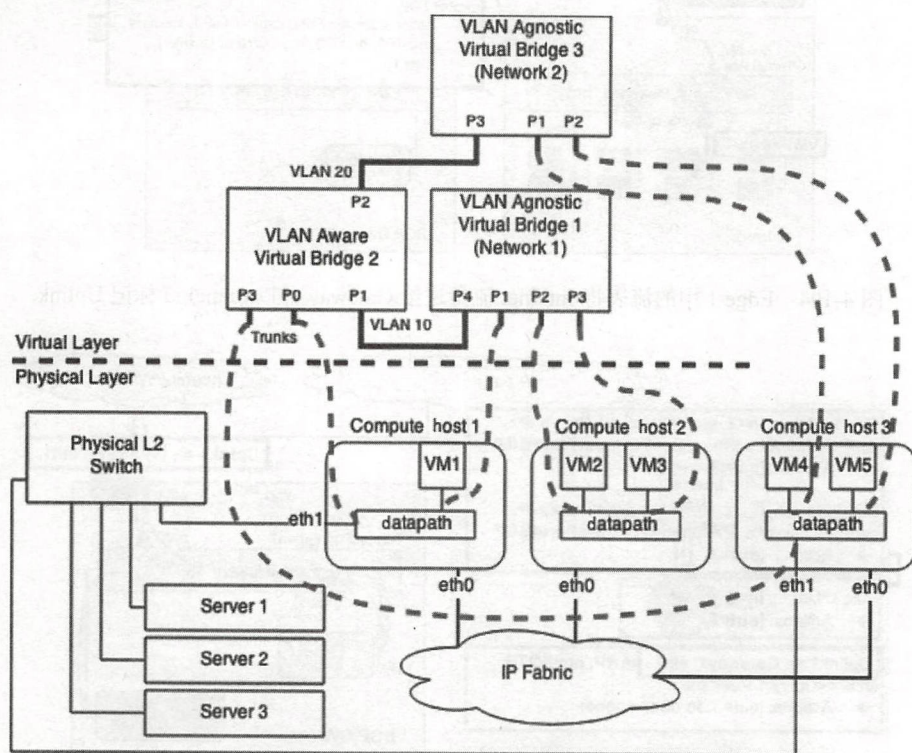 VLAN Agnostic
Virtual Bridge 3
(Network 2)
P3 P1 P2
VLAN 20
P2
VLAN Aware
Virtual Bridge 2
P3 P0 P1
VLAN Agnostic
Virtual Bridge 1
(Network 1)
P4 P1 P2 P3
Trunks
VLAN 10
Virtual Layer
Physical Layer
Physical L2
Switch
Compute host 1
VM1
eth1
datapath
eth0
Compute host 2
VM2 VM3
datapath
eth0
Compute host 3
VM4 VM5
datapath
eth1 eth0
Server 1
Server 2
Server 3
IP Fabric